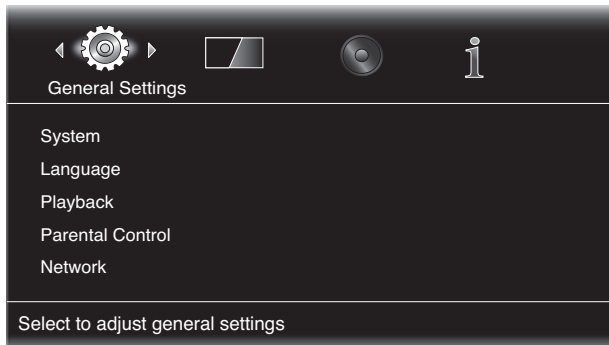 General Settings
System
Language
Playback
Parental Control
Network
Select to adjust general settings